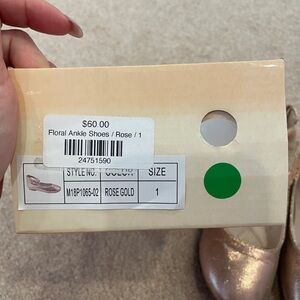 $60.00
Floral Ankle Shoes / Rose / 1
24751590
STYLE NO. COLOR SIZE
M18P1065-02 ROSE GOLD 1